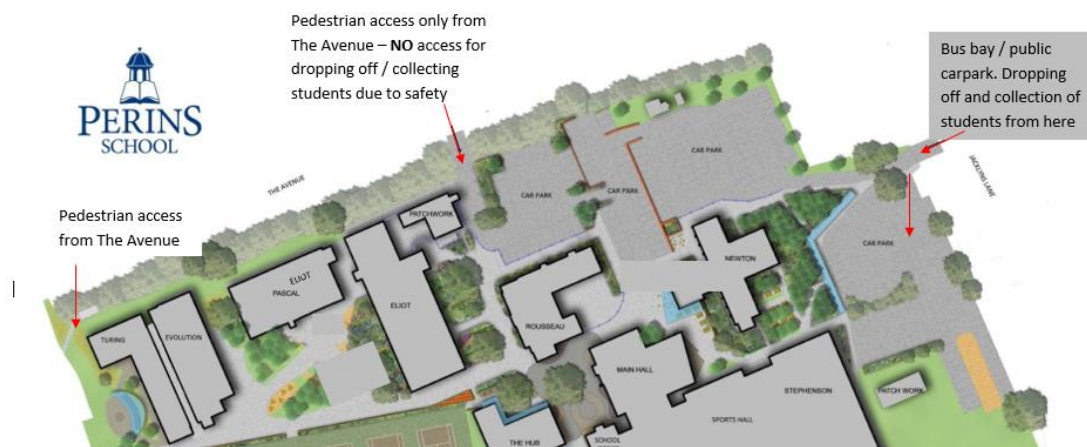 PERINS
SCHOOL
Pedestrian access only from
The Avenue – NO access for
dropping off / collecting
students due to safety
Bus bay / public
carpark. Dropping
off and collection of
students from here
Pedestrian access
from The Avenue
THE AVENUE
JACKLYNS LANE
CAR PARK
CAR PARK
CAR PARK
CAR PARK
PATCHWORK
ELIOT
PASCAL
ELIOT
NEWTON
ROUSSEAU
TURING
EVOLUTION
MAIN HALL
STEPHENSON
PATCH WORK
SPORTS HALL
THE HUB
SCHOOL